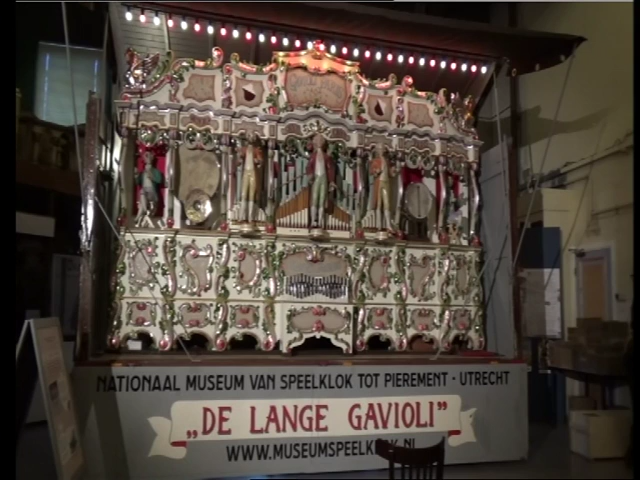 NATIONAAL MUSEUM VAN SPEELKLOK TOT PIEREMENT · UTRECHT
„DE LANGE GAVIOLI”